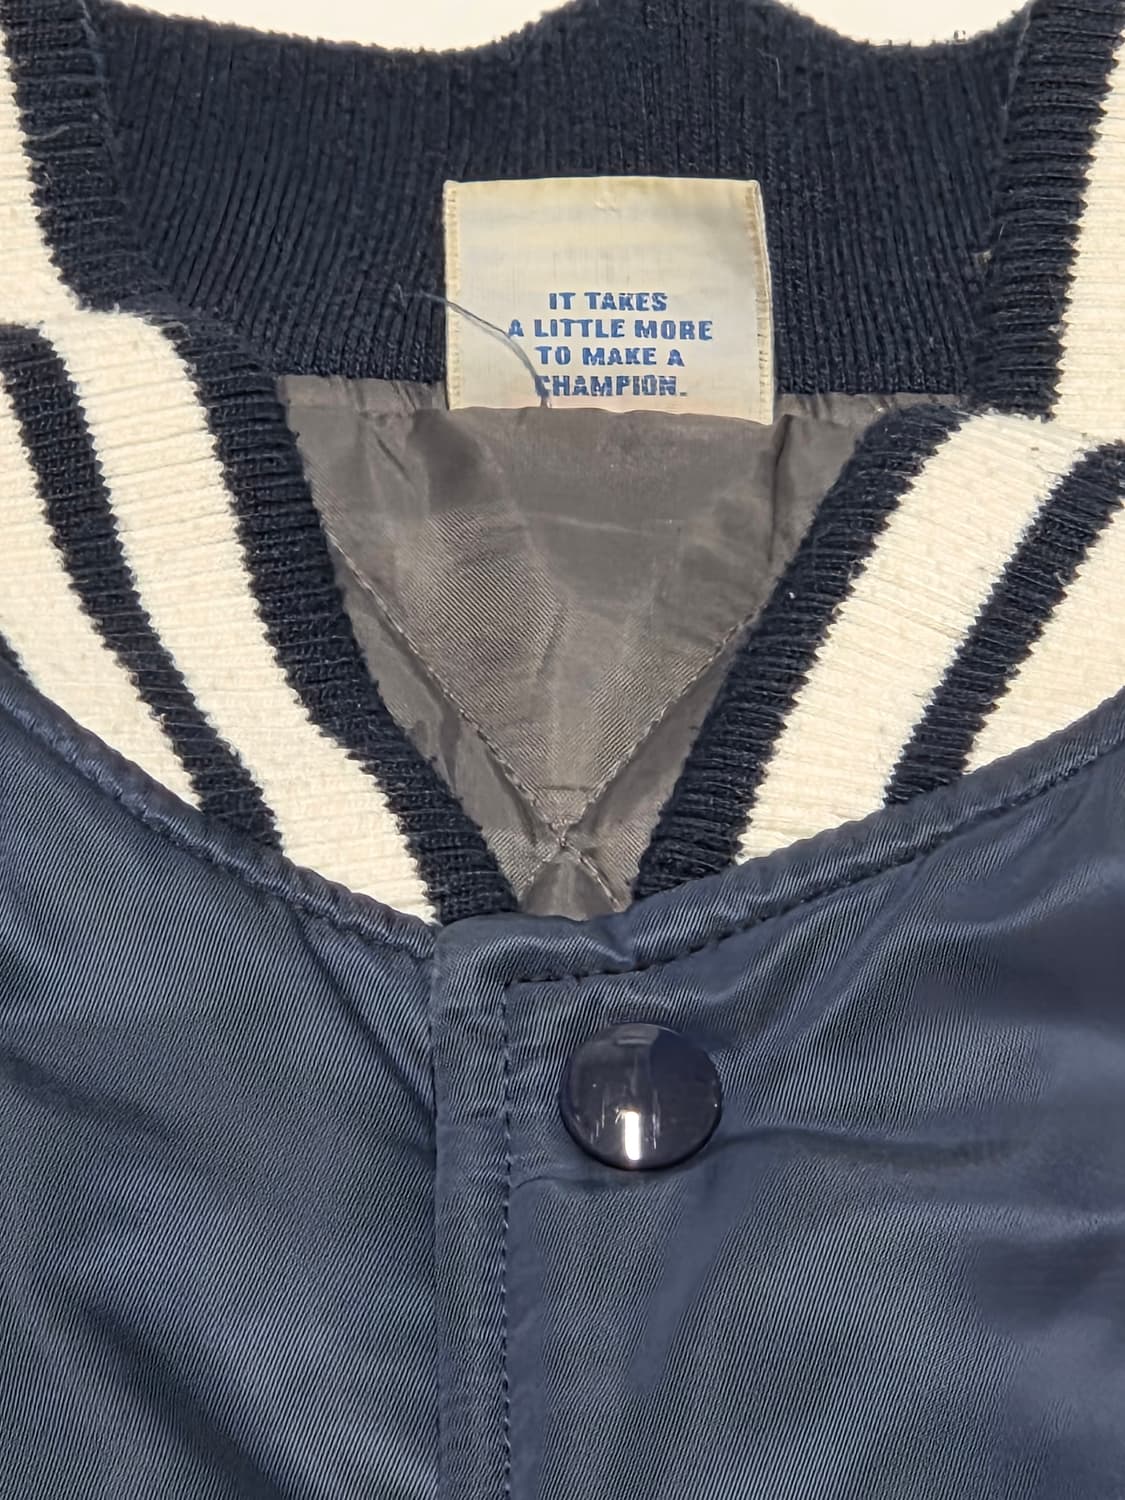 IT TAKES
A LITTLE MORE
TO MAKE A
CHAMPION.